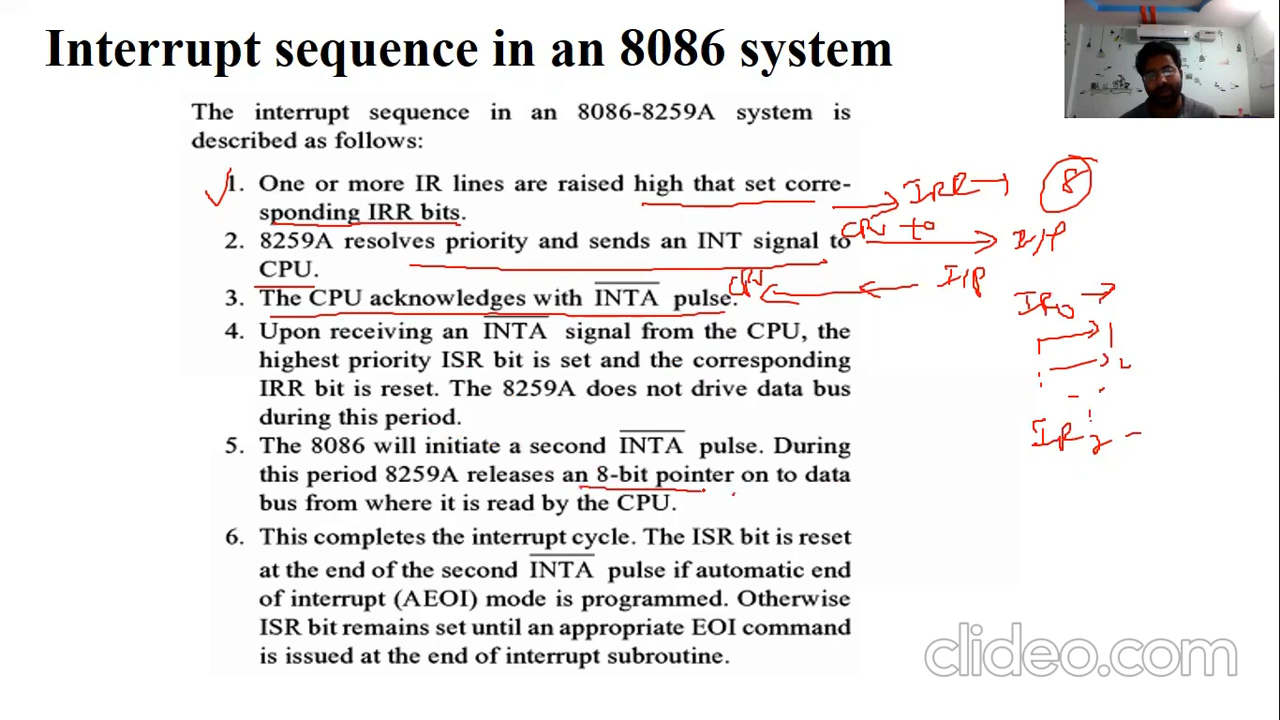 Interrupt sequence in an 8086 system
The interrupt sequence in an 8086-8259A system is
described as follows:
1. One or more IR lines are raised high that set corre-
sponding IRR bits.
IRR
8
2. 8259A resolves priority and sends an INT signal to
CPU.
CPU to
I/P
3. The CPU acknowledges with INTA pulse.
CPU
I/P
IR0
1
2
4. Upon receiving an INTA signal from the CPU, the
highest priority ISR bit is set and the corresponding
IRR bit is reset. The 8259A does not drive data bus
during this period.
IR7
5. The 8086 will initiate a second INTA pulse. During
this period 8259A releases an 8-bit pointer on to data
bus from where it is read by the CPU.
6. This completes the interrupt cycle. The ISR bit is reset
at the end of the second INTA pulse if automatic end
of interrupt (AEOI) mode is programmed. Otherwise
ISR bit remains set until an appropriate EOI command
is issued at the end of interrupt subroutine.
clideo.com